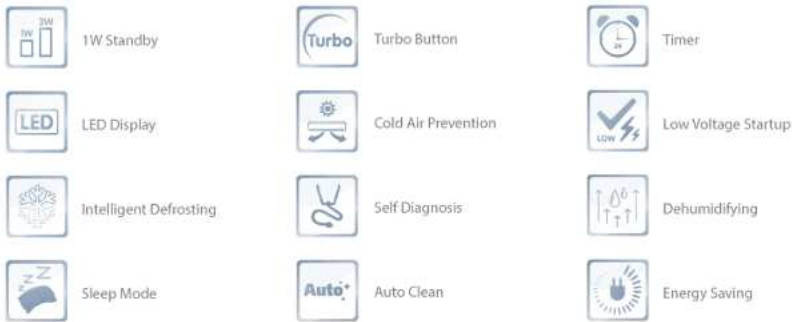 1W 3W 1W Standby
Turbo Turbo Button
24 Timer
LED LED Display
Cold Air Prevention
LOW Low Voltage Startup
Intelligent Defrosting
Self Diagnosis
Dehumidifying
zZZ Sleep Mode
Auto Auto Clean
Energy Saving